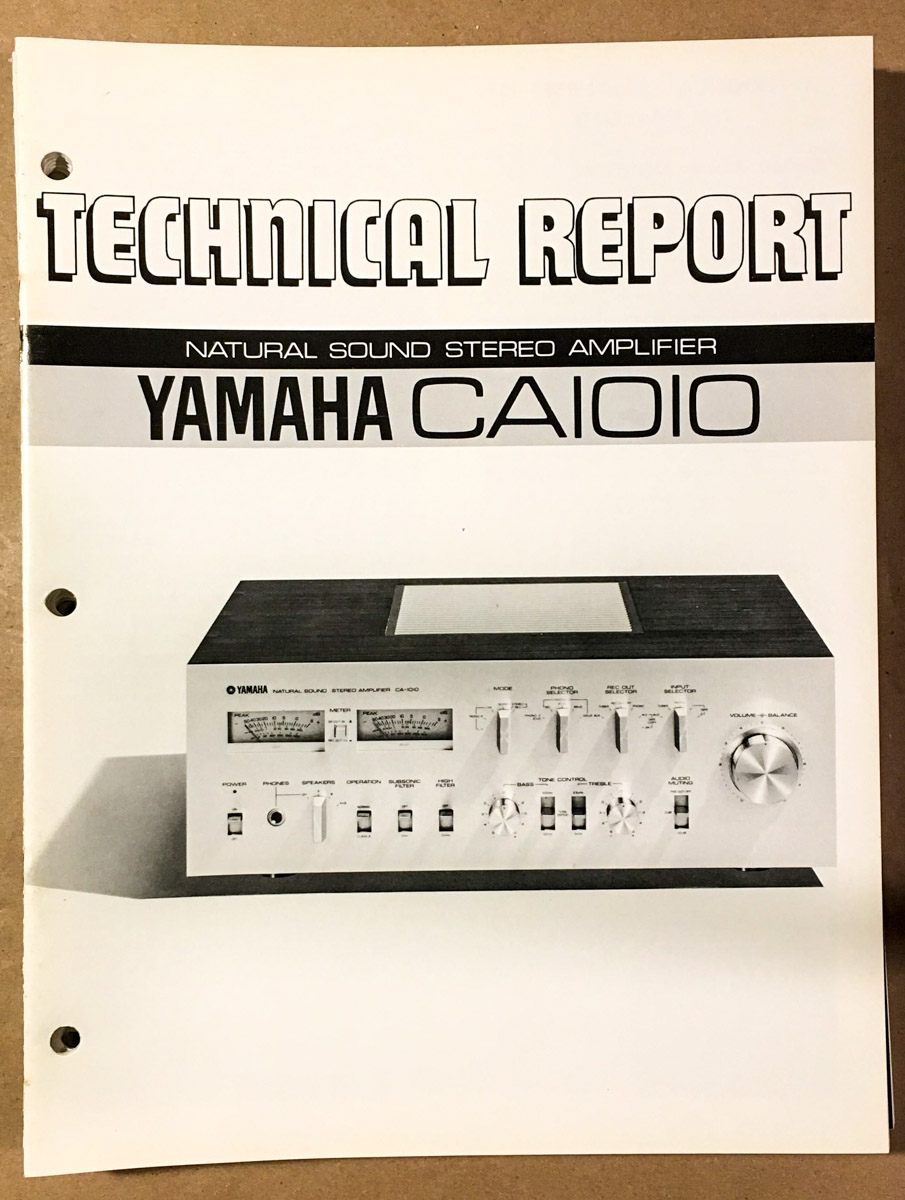 TECHNICAL REPORT
NATURAL SOUND STEREO AMPLIFIER
YAMAHA CA1010
YAMAHA NATURAL SOUND STEREO AMPLIFIER CA-1010
MODE
PHONO SELECTOR
REC OUT SELECTOR
INPUT SELECTOR
PEAK
METER
PEAK
VOLUME BALANCE
POWER
PHONES
SPEAKERS
OPERATION
SUBSONIC FILTER
HIGH FILTER
TONE CONTROL
BASS
TREBLE
AUDIO MUTING